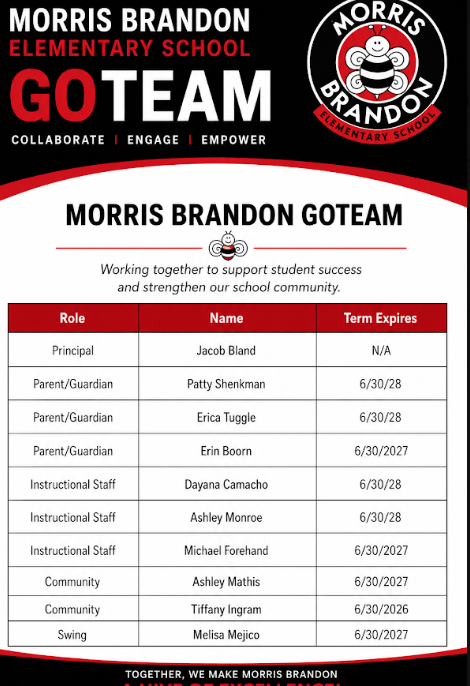 MORRIS BRANDON
ELEMENTARY SCHOOL
GOTEAM
COLLABORATE | ENGAGE | EMPOWER
MORRIS
BRANDON
ELEMENTARY SCHOOL
MORRIS BRANDON GOTEAM
Working together to support student success
and strengthen our school community.
Role Name Term Expires
Principal Jacob Bland N/A
Parent/Guardian Patty Shenkman 6/30/28
Parent/Guardian Erica Tuggle 6/30/28
Parent/Guardian Erin Boorn 6/30/2027
Instructional Staff Dayana Camacho 6/30/28
Instructional Staff Ashley Monroe 6/30/28
Instructional Staff Michael Forehand 6/30/2027
Community Ashley Mathis 6/30/2027
Community Tiffany Ingram 6/30/2026
Swing Melisa Mejico 6/30/2027
TOGETHER, WE MAKE MORRIS BRANDON
A HIVE OF EXCELLENCE!